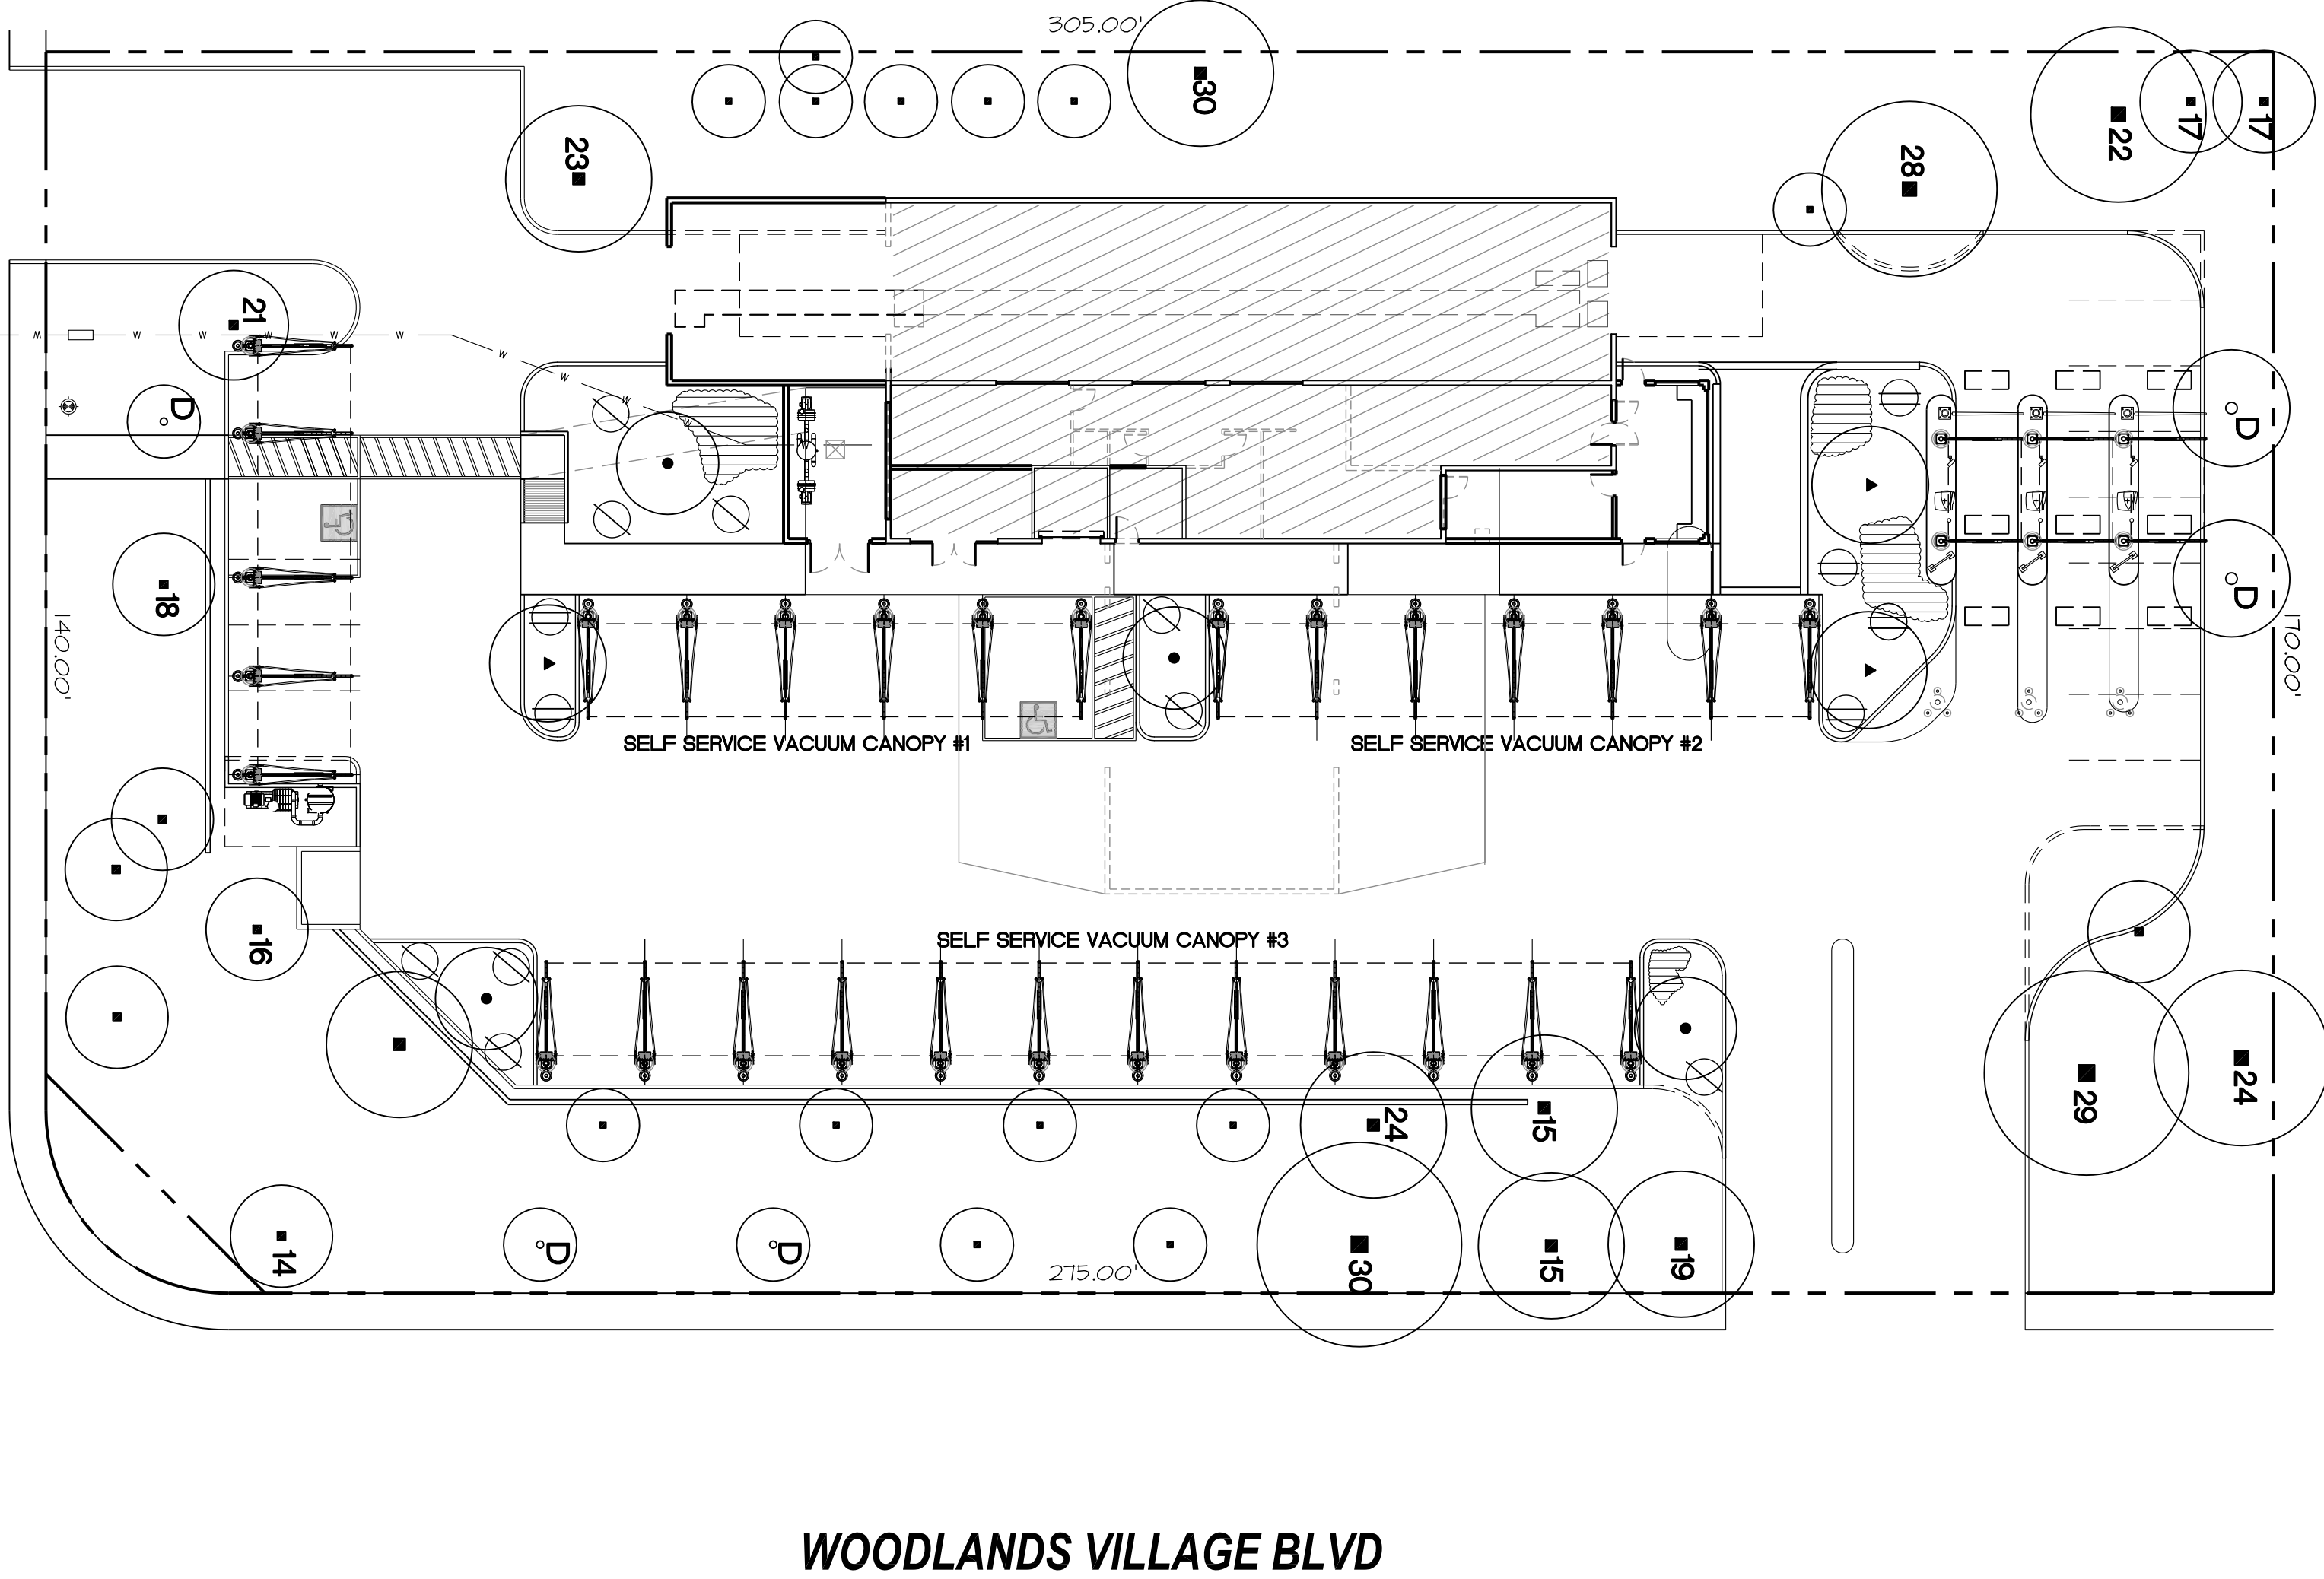 305.00'
30
23
28
22
17
17
21
W W W W W W
W
W
W
W
W
D
D
18
D
140.00'
170.00'
SELF SERVICE VACUUM CANOPY #1
SELF SERVICE VACUUM CANOPY #2
16
SELF SERVICE VACUUM CANOPY #3
24
15
29
24
14
D
D
275.00'
30
15
19
WOODLANDS VILLAGE BLVD